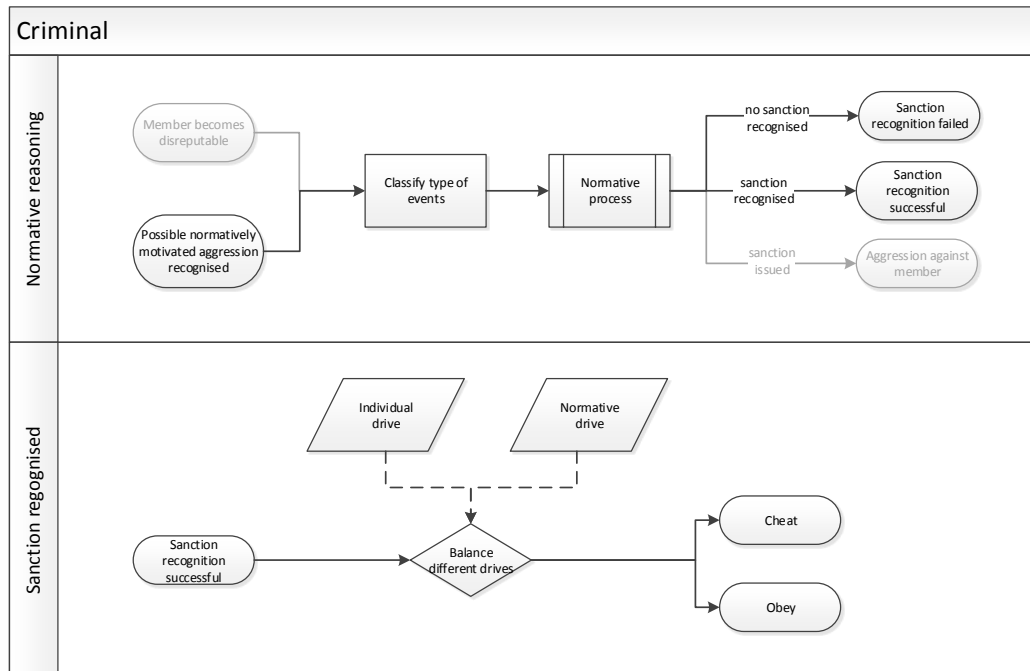 Criminal
Normative reasoning
Member becomes
disreputable
Possible normatively
motivated aggression
recognised
Classify type of
events
Normative
process
no sanction
recognised
sanction
recognised
sanction
issued
Sanction
recognition failed
Sanction
recognition
successful
Aggression against
member
Sanction regognised
Individual
drive
Normative
drive
Sanction
recognition
successful
Balance
different drives
Cheat
Obey